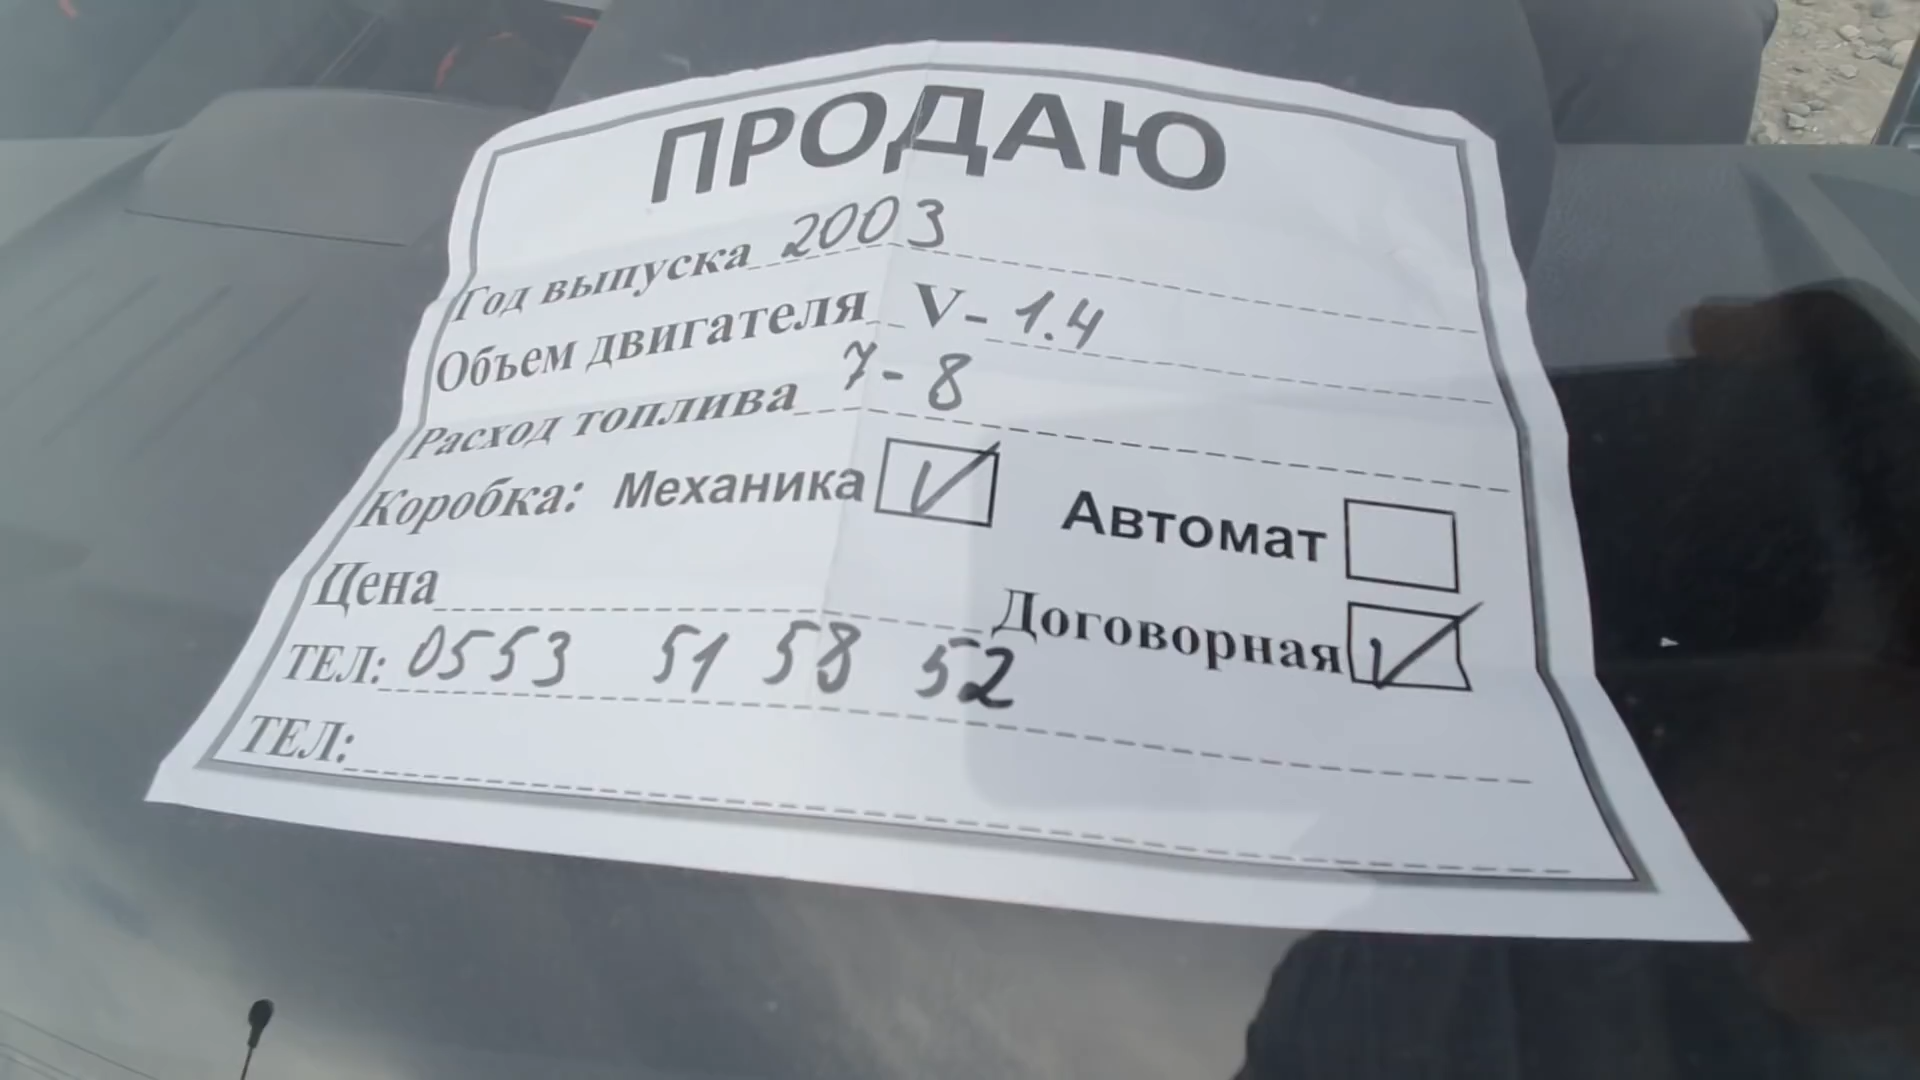 ПРОДАЮ
Год выпуска 2003
Объем двигателя V- 1.4
Расход топлива 7-8
Коробка: Механика Автомат
Цена Договорная
ТЕЛ: 0553 51 58 52
ТЕЛ: